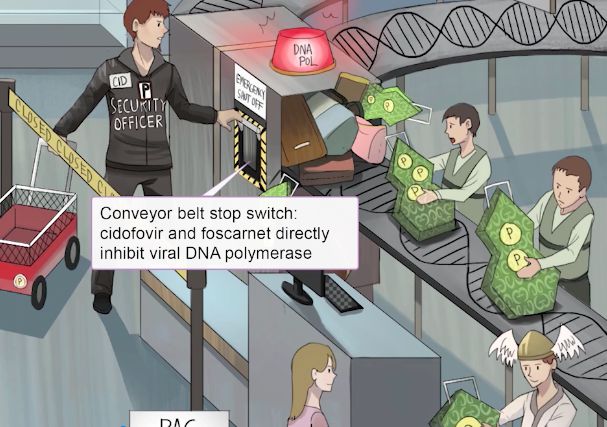 DNA
POL
EMERGENCY
SHUT OFF
CID
P
SECURITY
OFFICER
CLOSED CLOSED CLOSED
Conveyor belt stop switch:
cidofovir and foscarnet directly
inhibit viral DNA polymerase
P
P
P
P
P
P
P
P
P